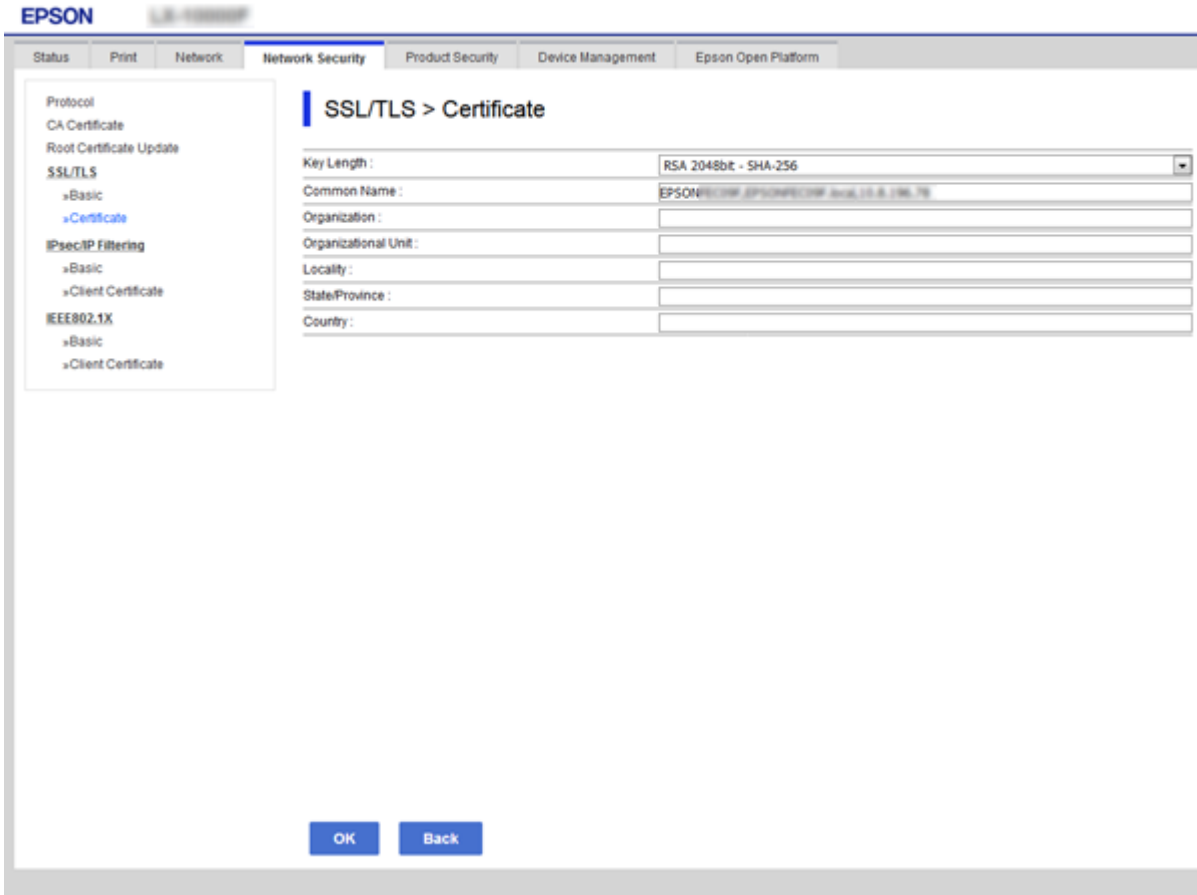 EPSON
Status Print Network Network Security Product Security Device Management Epson Open Platform
Protocol
CA Certificate
Root Certificate Update
SSL/TLS
»Basic
»Certificate
IPsec/IP Filtering
»Basic
»Client Certificate
IEEE802.1X
»Basic
»Client Certificate
SSL/TLS > Certificate
Key Length : RSA 2048bit - SHA-256
Common Name : EPSON
Organization :
Organizational Unit :
Locality :
State/Province :
Country :
OK Back